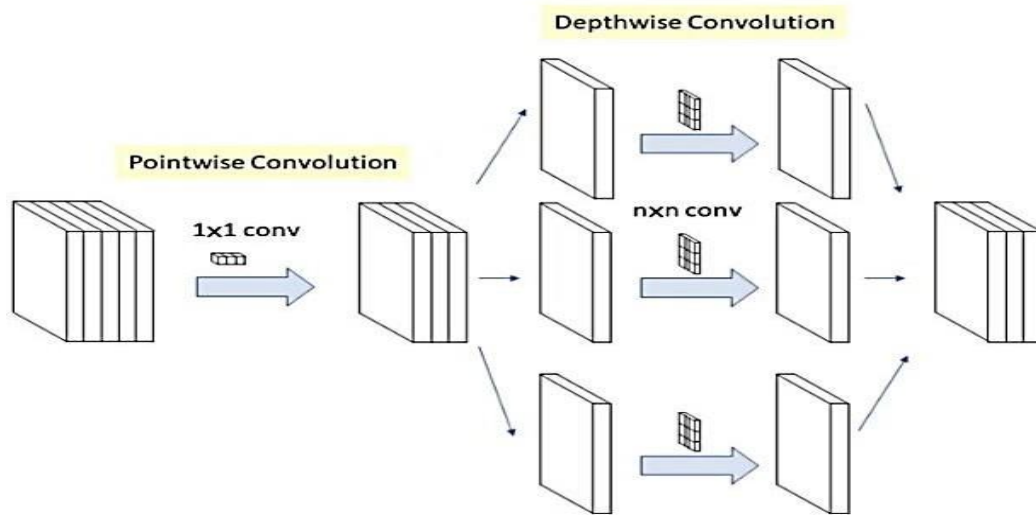 Depthwise Convolution
Pointwise Convolution
1x1 conv
nxn conv